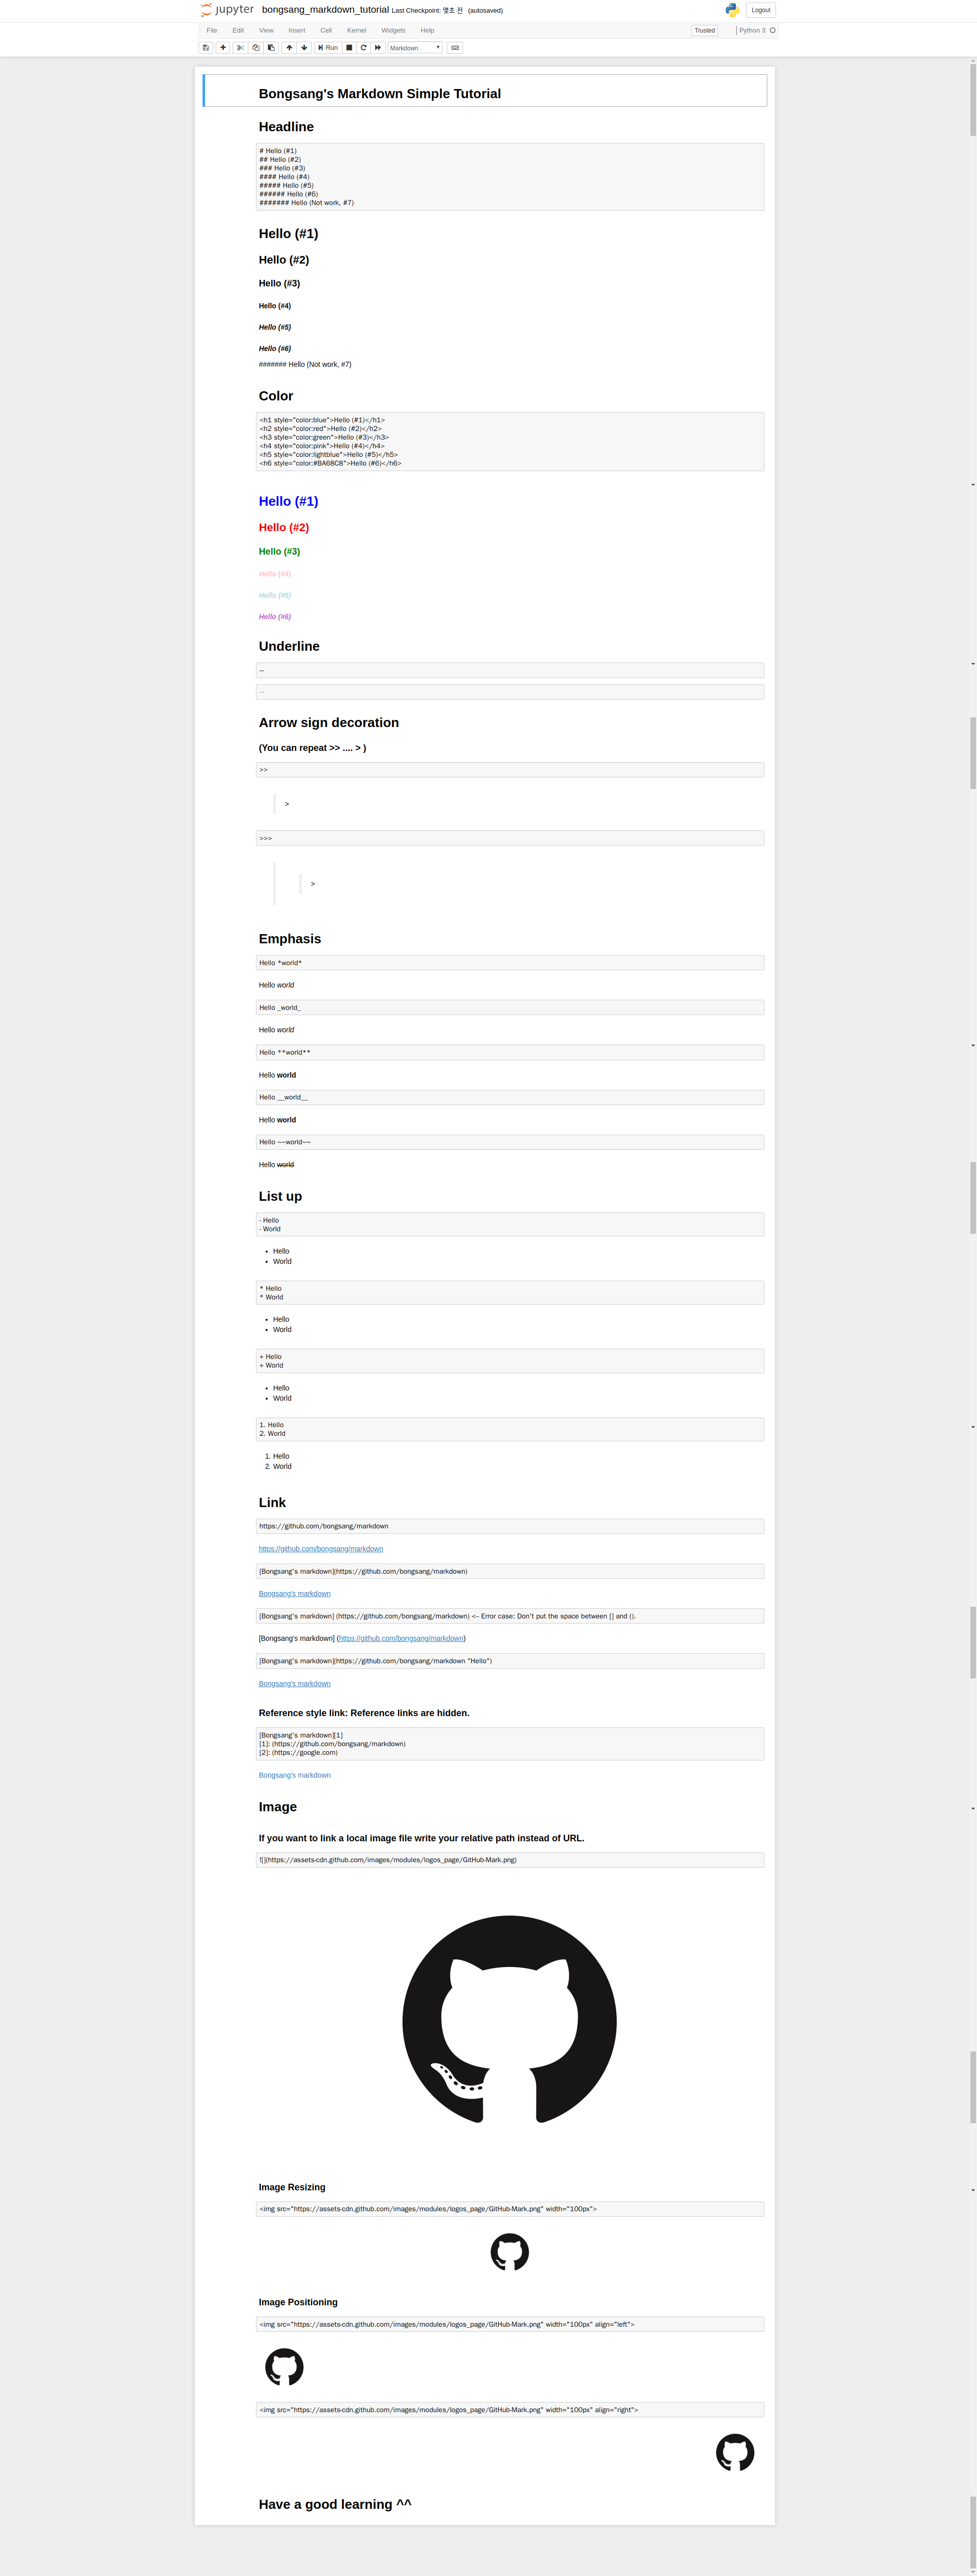 jupyter bongsang_markdown_tutorial Last Checkpoint: 몇초 전 (autosaved) Logout
File Edit View Insert Cell Kernel Widgets Help Trusted Python 3
Run Markdown
Bongsang's Markdown Simple Tutorial
Headline
# Hello (#1)
## Hello (#2)
### Hello (#3)
#### Hello (#4)
##### Hello (#5)
###### Hello (#6)
####### Hello (Not work, #7)
Hello (#1)
Hello (#2)
Hello (#3)
Hello (#4)
Hello (#5)
Hello (#6)
####### Hello (Not work, #7)
Color
<h1 style="color:blue">Hello (#1)</h1>
<h2 style="color:red">Hello (#2)</h2>
<h3 style="color:green">Hello (#3)</h3>
<h4 style="color:pink">Hello (#4)</h4>
<h5 style="color:lightblue">Hello (#5)</h5>
<h6 style="color:#BA68C8">Hello (#6)</h6>
Hello (#1)
Hello (#2)
Hello (#3)
Hello (#4)
Hello (#5)
Hello (#6)
Underline
Arrow sign decoration
(You can repeat >> .... > )
>>
>
>>>
>
Emphasis
Hello *world*
Hello world
Hello _world_
Hello world
Hello **world**
Hello world
Hello __world__
Hello world
Hello ~~world~~
Hello world
List up
- Hello
- World
• Hello
• World
* Hello
* World
• Hello
• World
+ Hello
+ World
• Hello
• World
1. Hello
2. World
1. Hello
2. World
Link
https://github.com/bongsang/markdown
https://github.com/bongsang/markdown
[Bongsang's markdown](https://github.com/bongsang/markdown)
Bongsang's markdown
[Bongsang's markdown] (https://github.com/bongsang/markdown) <-- Error case: Don't put the space between [] and ().
[Bongsang's markdown] (https://github.com/bongsang/markdown)
[Bongsang's markdown](https://github.com/bongsang/markdown "Hello")
Bongsang's markdown
Reference style link: Reference links are hidden.
[Bongsang's markdown][1]
[1]: (https://github.com/bongsang/markdown)
[2]: (https://google.com)
Bongsang's markdown
Image
If you want to link a local image file write your relative path instead of URL.
![](https://assets-cdn.github.com/images/modules/logos_page/GitHub-Mark.png)
Image Resizing
<img src="https://assets-cdn.github.com/images/modules/logos_page/GitHub-Mark.png" width="100px">
Image Positioning
<img src="https://assets-cdn.github.com/images/modules/logos_page/GitHub-Mark.png" width="100px" align="left">
<img src="https://assets-cdn.github.com/images/modules/logos_page/GitHub-Mark.png" width="100px" align="right">
Have a good learning ^^